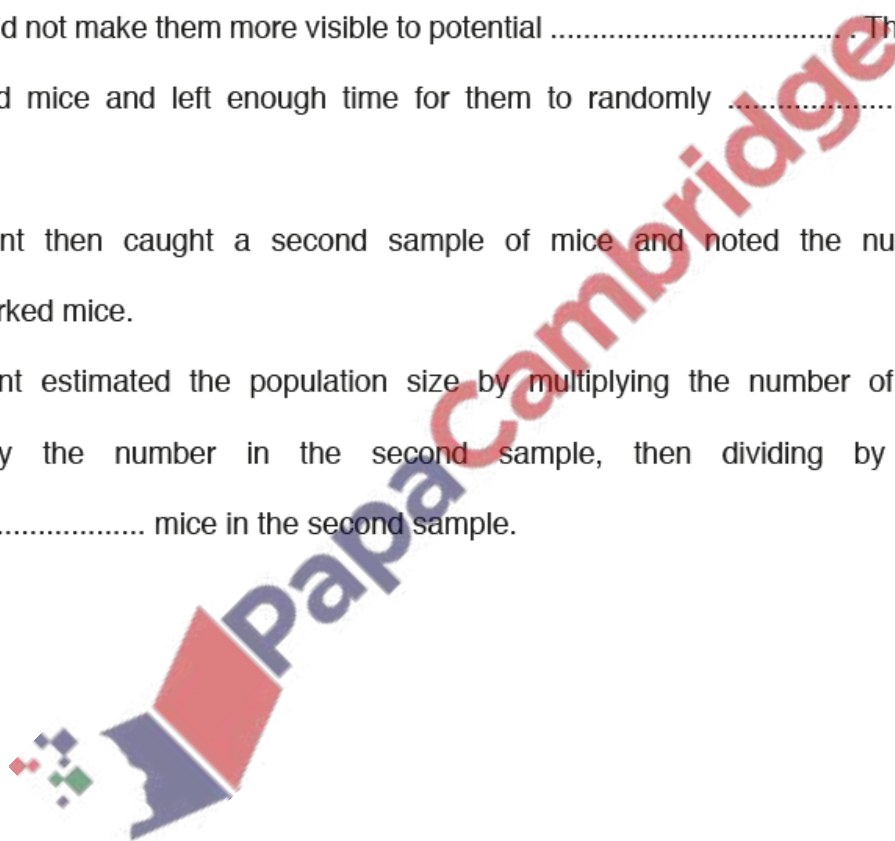 d not make them more visible to potential .................................. . Th
d mice and left enough time for them to randomly ....................
nt then caught a second sample of mice and noted the nu
rked mice.
nt estimated the population size by multiplying the number of
y the number in the second sample, then dividing by
.................. mice in the second sample.
PapaCambridge